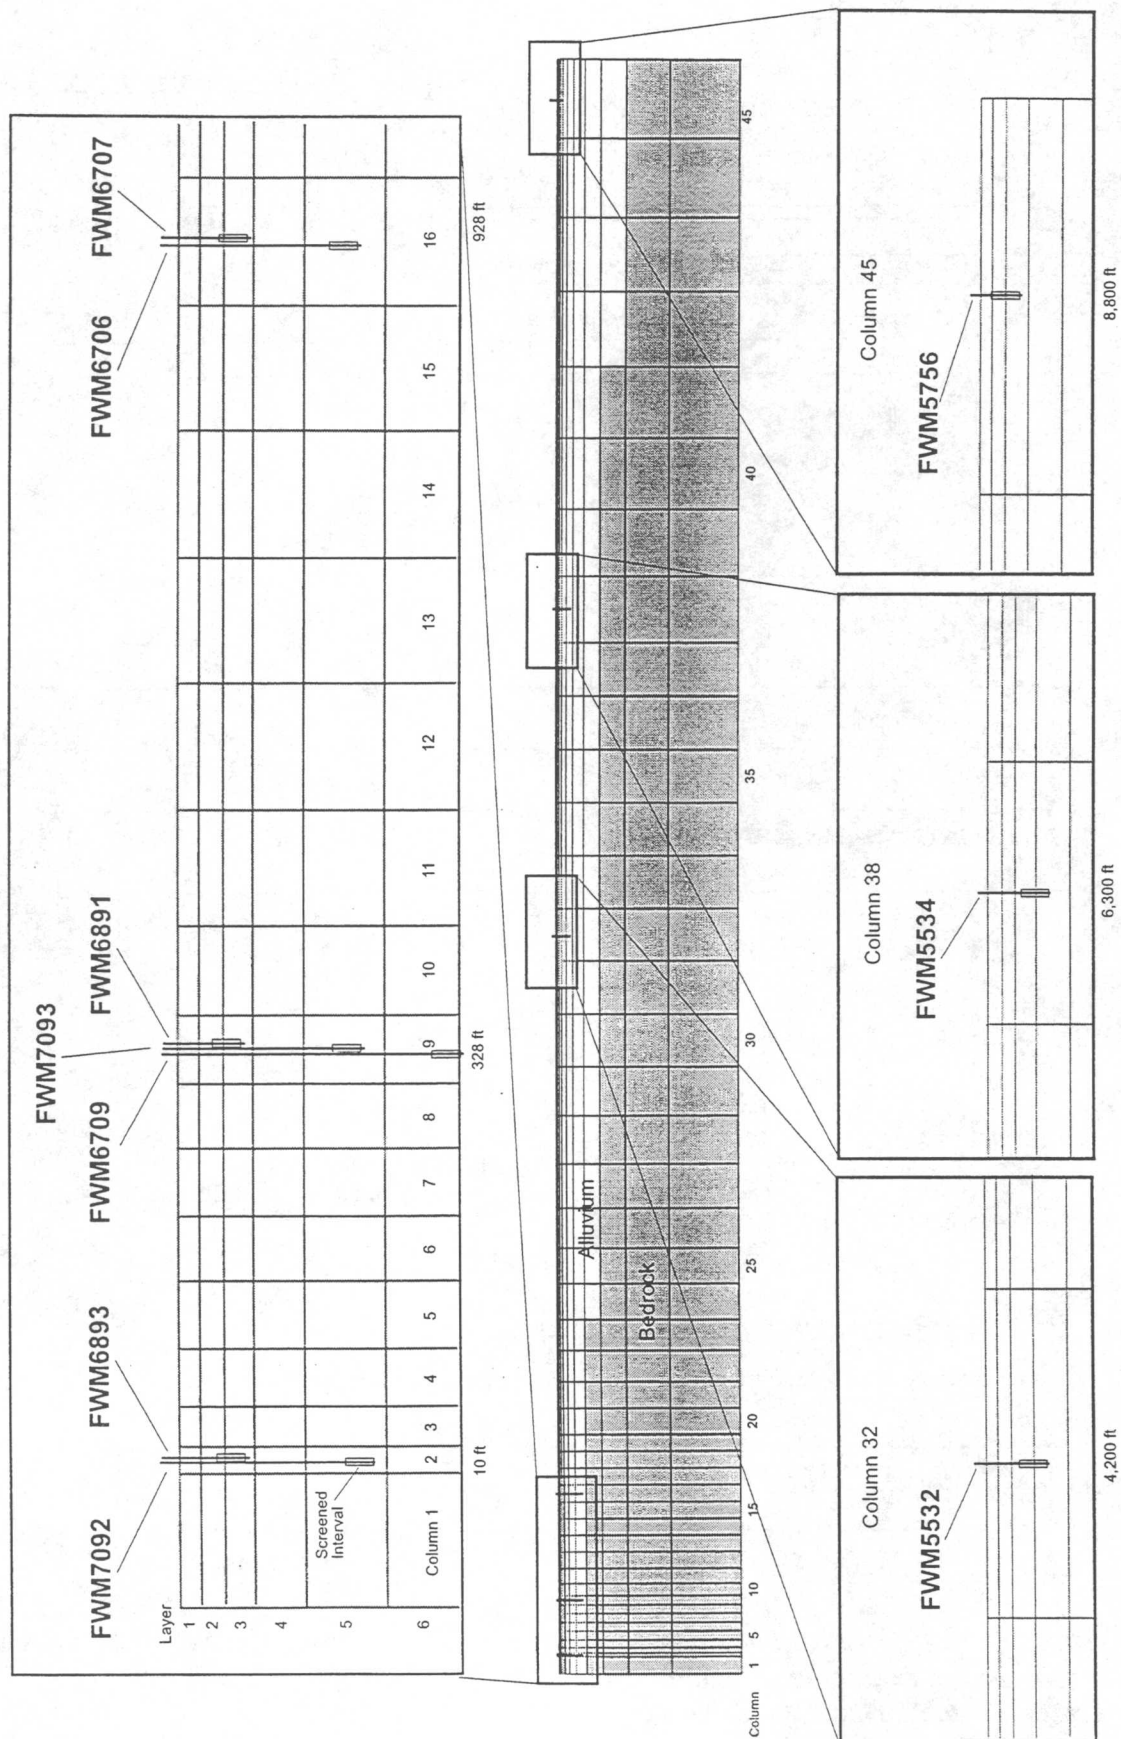 FWM7092
FWM6893
FWM6709
FWM7093
FWM6891
FWM6706
FWM6707
Layer
1
2
3
4
5
6
Screened
Interval
Column 1
2
3
4
5
6
7
8
9
10
11
12
13
14
15
16
10 ft
328 ft
928 ft
Alluvium
Bedrock
Column
1
5
10
15
20
25
30
35
40
45
Column 32
FWM5532
4,200 ft
Column 38
FWM5534
6,300 ft
Column 45
FWM5756
8,800 ft